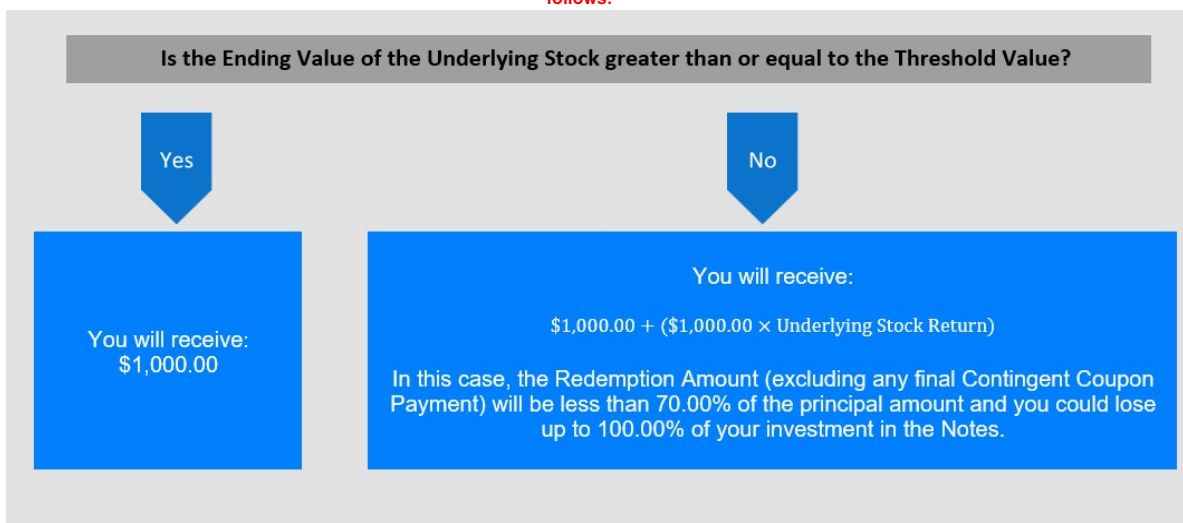 follows:
Is the Ending Value of the Underlying Stock greater than or equal to the Threshold Value?
Yes
No
You will receive:
$1,000.00
You will receive:
$1,000.00 + ($1,000.00 × Underlying Stock Return)
In this case, the Redemption Amount (excluding any final Contingent Coupon
Payment) will be less than 70.00% of the principal amount and you could lose
up to 100.00% of your investment in the Notes.